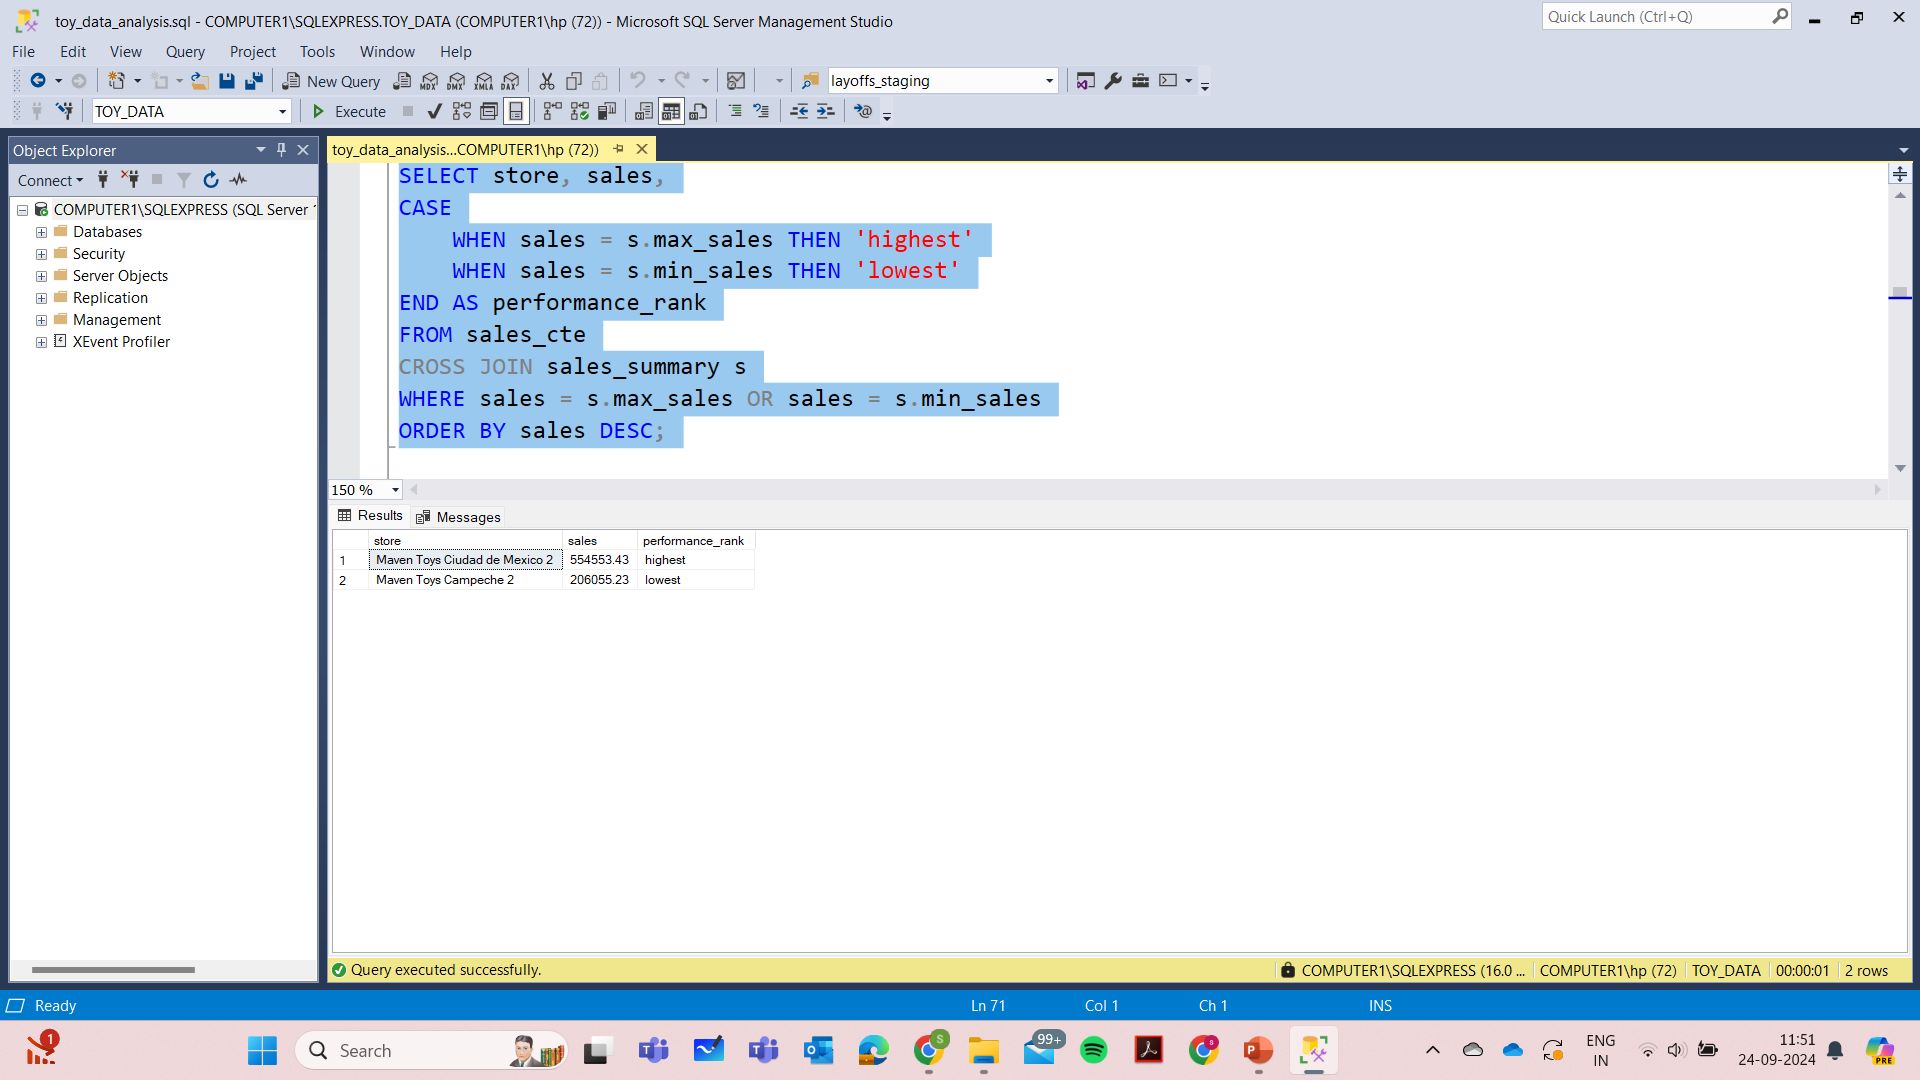 toy_data_analysis.sql - COMPUTER1\SQLEXPRESS.TOY_DATA (COMPUTER1\hp (72)) - Microsoft SQL Server Management Studio
Quick Launch (Ctrl+Q)
File Edit View Query Project Tools Window Help
New Query MDX DMX XMLA DAX layoffs_staging
TOY_DATA Execute
Object Explorer
Connect
COMPUTER1\SQLEXPRESS (SQL Server
Databases
Security
Server Objects
Replication
Management
XEvent Profiler
toy_data_analysis...COMPUTER1\hp (72))
SELECT store, sales,
CASE
WHEN sales = s.max_sales THEN 'highest'
WHEN sales = s.min_sales THEN 'lowest'
END AS performance_rank
FROM sales_cte
CROSS JOIN sales_summary s
WHERE sales = s.max_sales OR sales = s.min_sales
ORDER BY sales DESC;
150 %
Results Messages
store sales performance_rank
1 Maven Toys Ciudad de Mexico 2 554553.43 highest
2 Maven Toys Campeche 2 206055.23 lowest
Query executed successfully. COMPUTER1\SQLEXPRESS (16.0 ... COMPUTER1\hp (72) TOY_DATA 00:00:01 2 rows
Ready Ln 71 Col 1 Ch 1 INS
1 Search 99+ ENG IN 11:51 24-09-2024 PRE